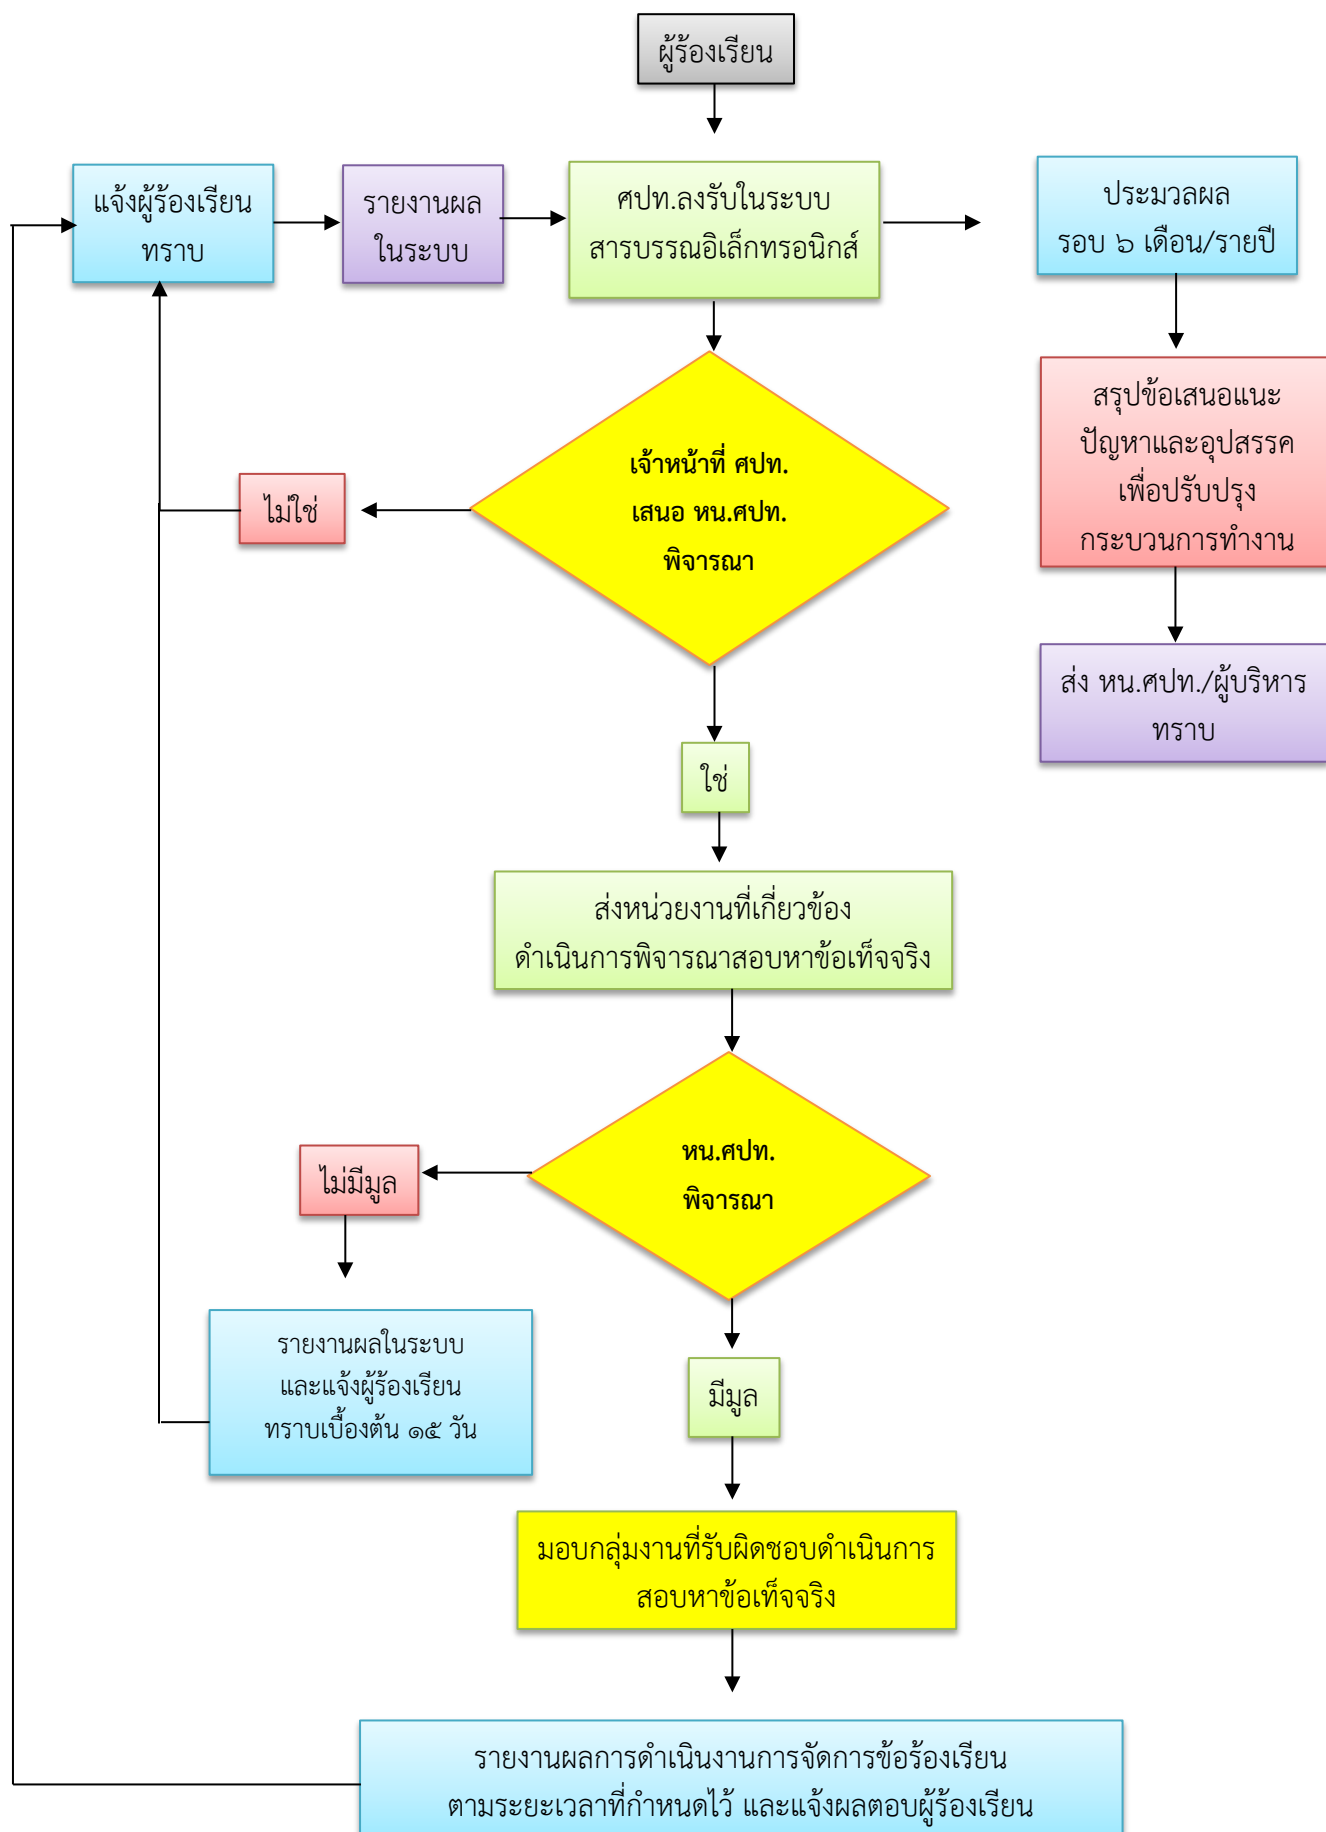 ผู้ร้องเรียน
แจ้งผู้ร้องเรียน
ทราบ
รายงานผล
ในระบบ
ศปท.ลงรับในระบบ
สารบรรณอิเล็กทรอนิกส์
ประมวลผล
รอบ ๖ เดือน/รายปี
สรุปข้อเสนอแนะ
ปัญหาและอุปสรรค
เพื่อปรับปรุง
กระบวนการทำงาน
เจ้าหน้าที่ ศปท.
เสนอ หน.ศปท.
พิจารณา
ไม่ใช่
ส่ง หน.ศปท./ผู้บริหาร
ทราบ
ใช่
ส่งหน่วยงานที่เกี่ยวข้อง
ดำเนินการพิจารณาสอบหาข้อเท็จจริง
หน.ศปท.
พิจารณา
ไม่มีมูล
รายงานผลในระบบ
และแจ้งผู้ร้องเรียน
ทราบเบื้องต้น ๑๕ วัน
มีมูล
มอบกลุ่มงานที่รับผิดชอบดำเนินการ
สอบหาข้อเท็จจริง
รายงานผลการดำเนินงานการจัดการข้อร้องเรียน
ตามระยะเวลาที่กำหนดไว้ และแจ้งผลตอบผู้ร้องเรียน